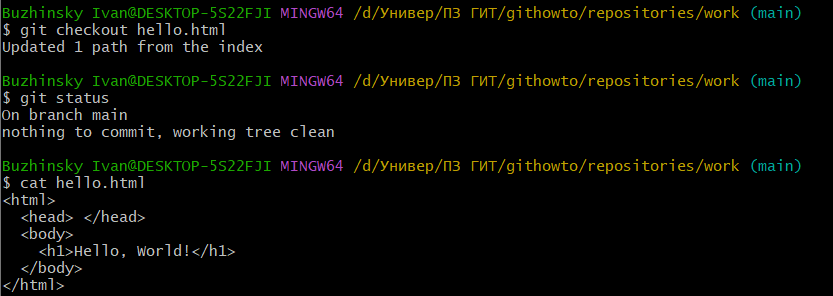 Buzhinsky Ivan@DESKTOP-5S22FJI MINGW64 /d/Универ/ПЗ ГИТ/githowto/repositories/work (main)
$ git checkout hello.html
Updated 1 path from the index
Buzhinsky Ivan@DESKTOP-5S22FJI MINGW64 /d/Универ/ПЗ ГИТ/githowto/repositories/work (main)
$ git status
On branch main
nothing to commit, working tree clean
Buzhinsky Ivan@DESKTOP-5S22FJI MINGW64 /d/Универ/ПЗ ГИТ/githowto/repositories/work (main)
$ cat hello.html
<html>
  <head> </head>
  <body>
    <h1>Hello, World!</h1>
  </body>
</html>